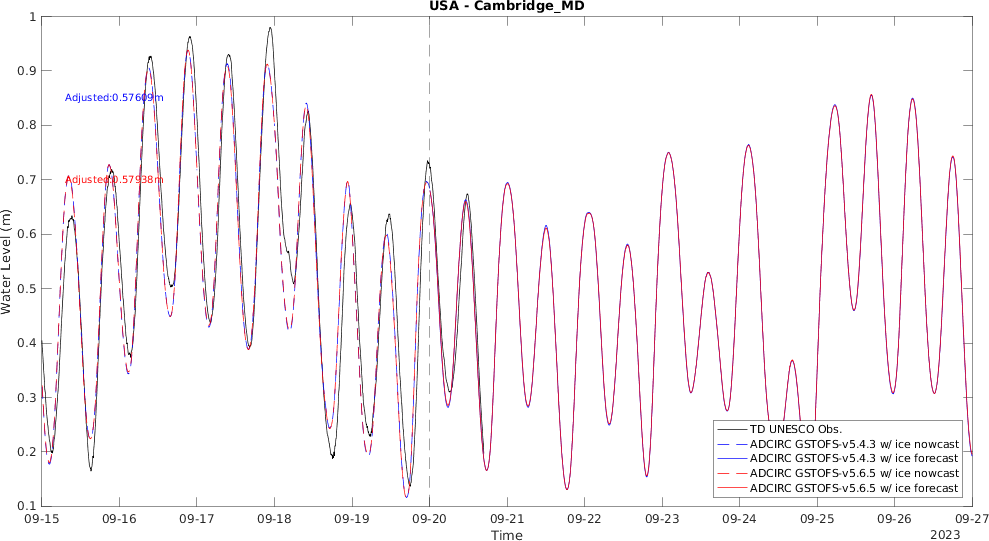 USA - Cambridge_MD
1
0.9
0.8
0.7
0.6
0.5
0.4
0.3
0.2
0.1
Water Level (m)
Adjusted:0.57609m
Adjusted:0.57938m
TD UNESCO Obs.
ADCIRC GSTOFS-v5.4.3 w/ ice nowcast
ADCIRC GSTOFS-v5.4.3 w/ ice forecast
ADCIRC GSTOFS-v5.6.5 w/ ice nowcast
ADCIRC GSTOFS-v5.6.5 w/ ice forecast
09-15 09-16 09-17 09-18 09-19 09-20 09-21 09-22 09-23 09-24 09-25 09-26 09-27
Time
2023